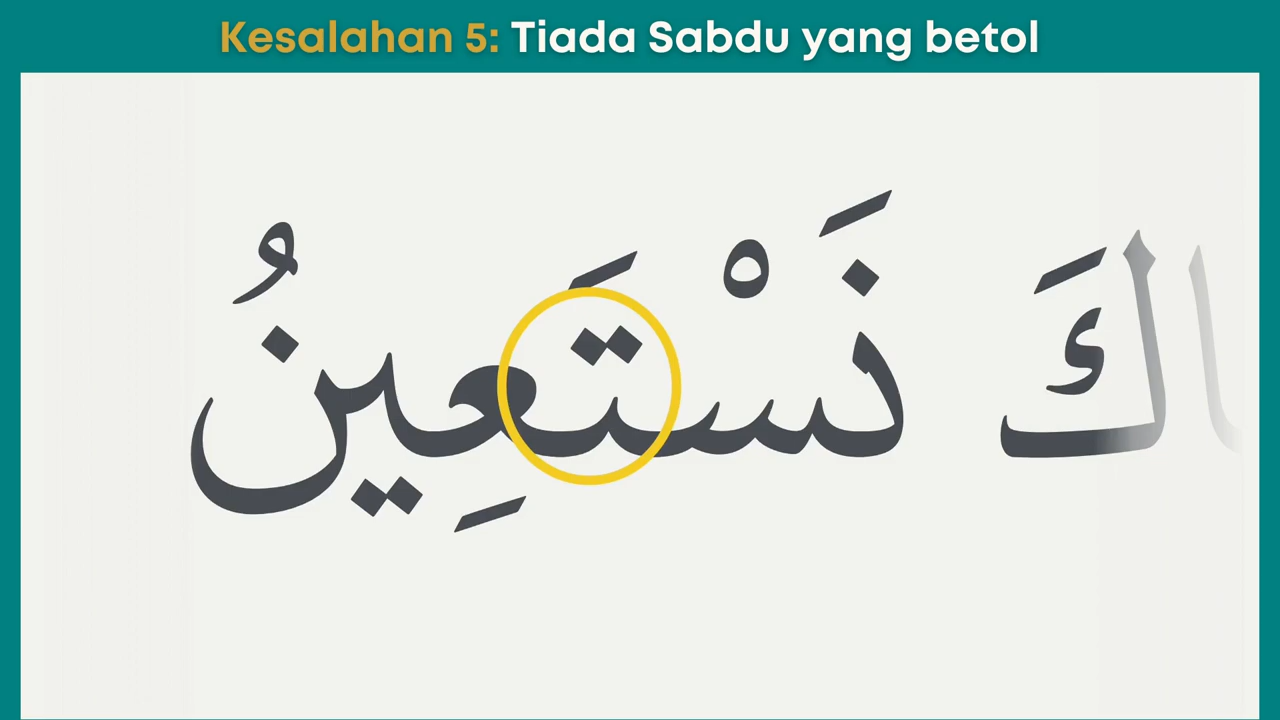 Kesalahan 5: Tiada Sabdu yang betol
اكَ نَسْتَعِينُ